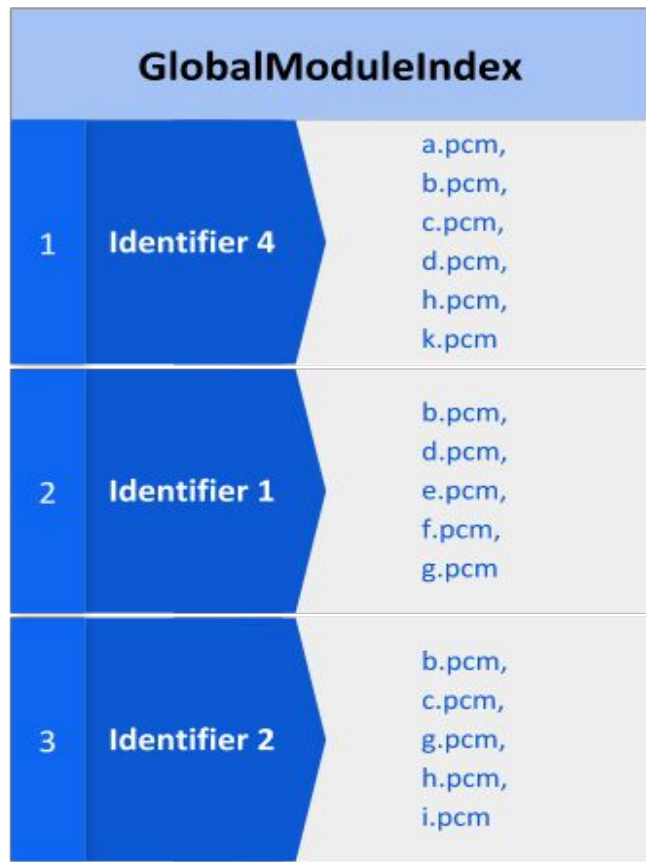 GlobalModuleIndex
1
Identifier 4
a.pcm,
b.pcm,
c.pcm,
d.pcm,
h.pcm,
k.pcm
2
Identifier 1
b.pcm,
d.pcm,
e.pcm,
f.pcm,
g.pcm
3
Identifier 2
b.pcm,
c.pcm,
g.pcm,
h.pcm,
i.pcm